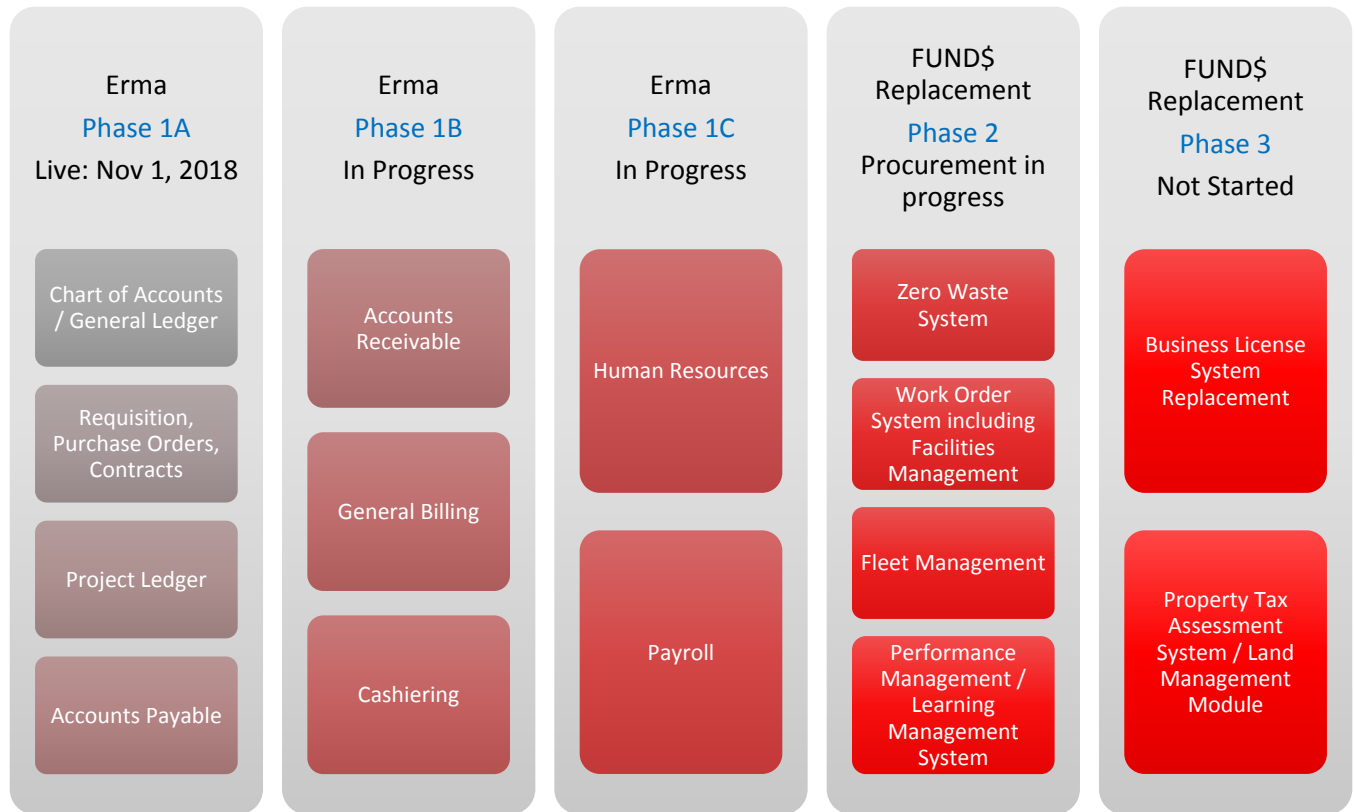 Erma
Phase 1A
Live: Nov 1, 2018
Chart of Accounts
/ General Ledger
Requisition,
Purchase Orders,
Contracts
Project Ledger
Accounts Payable
Erma
Phase 1B
In Progress
Accounts
Receivable
General Billing
Cashiering
Erma
Phase 1C
In Progress
Human Resources
Payroll
FUND$
Replacement
Phase 2
Procurement in
progress
Zero Waste
System
Work Order
System including
Facilities
Management
Fleet Management
Performance
Management /
Learning
Management
System
FUND$
Replacement
Phase 3
Not Started
Business License
System
Replacement
Property Tax
Assessment
System / Land
Management
Module